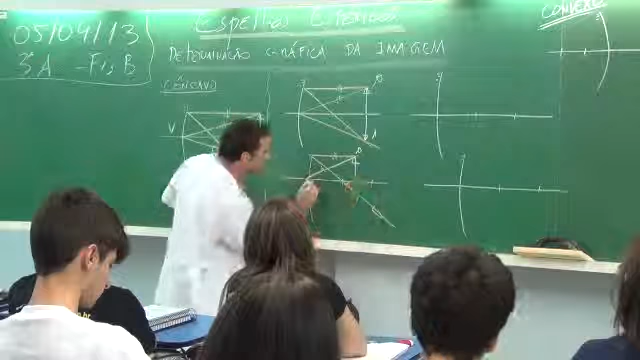 05/04/13
3ºA - Fís B
Espelhos Esféricos
Determinação Gráfica da Imagem
Côncavo
Convexo
V
A